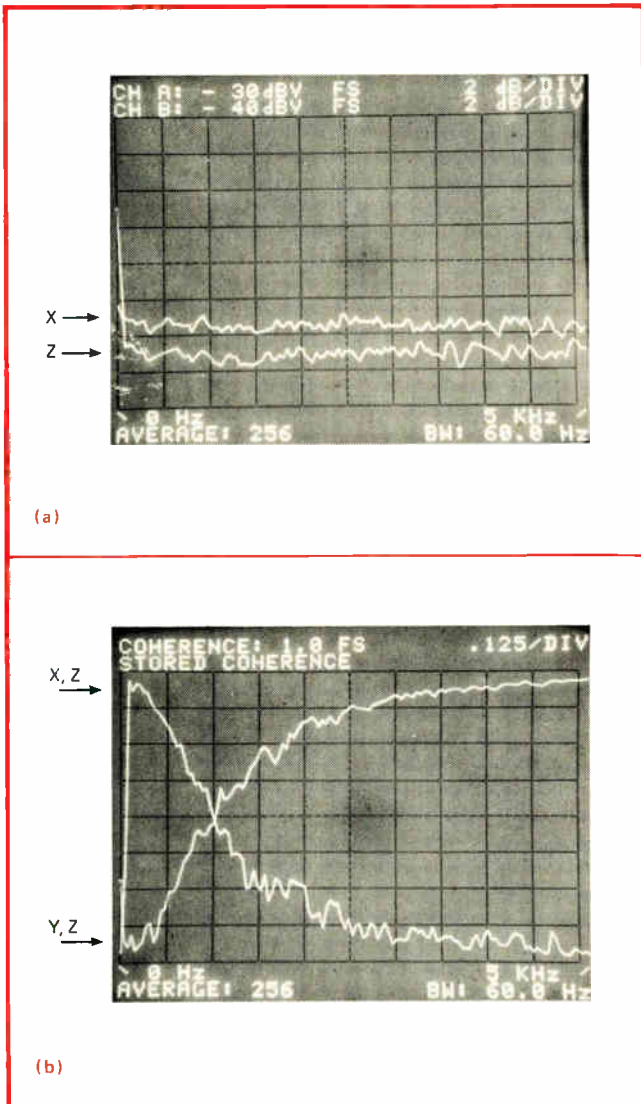 CH A: - 30dBV FS 2 dB/DIV
CH B: - 40dBV FS 2 dB/DIV
X
Z
0 Hz 5 KHz
AVERAGE: 256 BW: 60.0 Hz
(a)
COHERENCE: 1.0 FS .125/DIV
STORED COHERENCE
X, Z
Y, Z
0 Hz 5 KHz
AVERAGE: 256 BW: 60.0 Hz
(b)